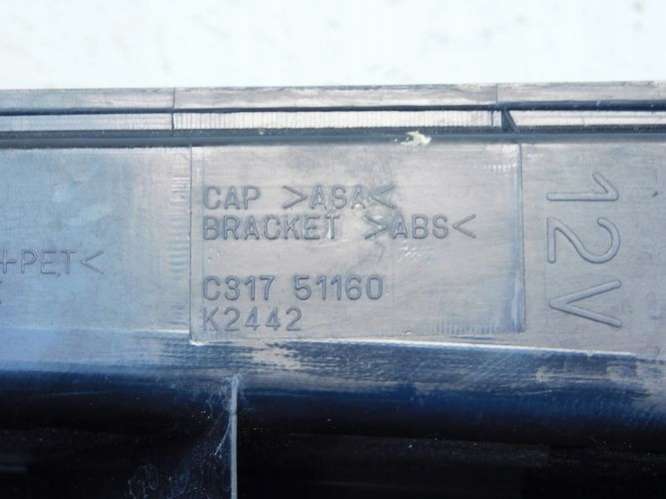 CAP >ASA<
BRACKET >ABS<
C317 51160
K2442
+PET<
12V